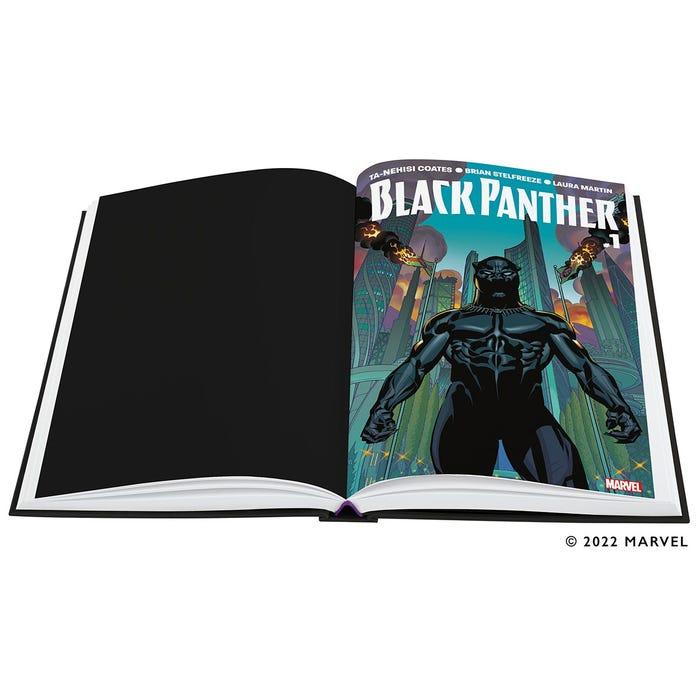 TA-NEHISI COATES • BRIAN STELFREEZE • LAURA MARTIN
BLACK PANTHER
1
MARVEL
© 2022 MARVEL